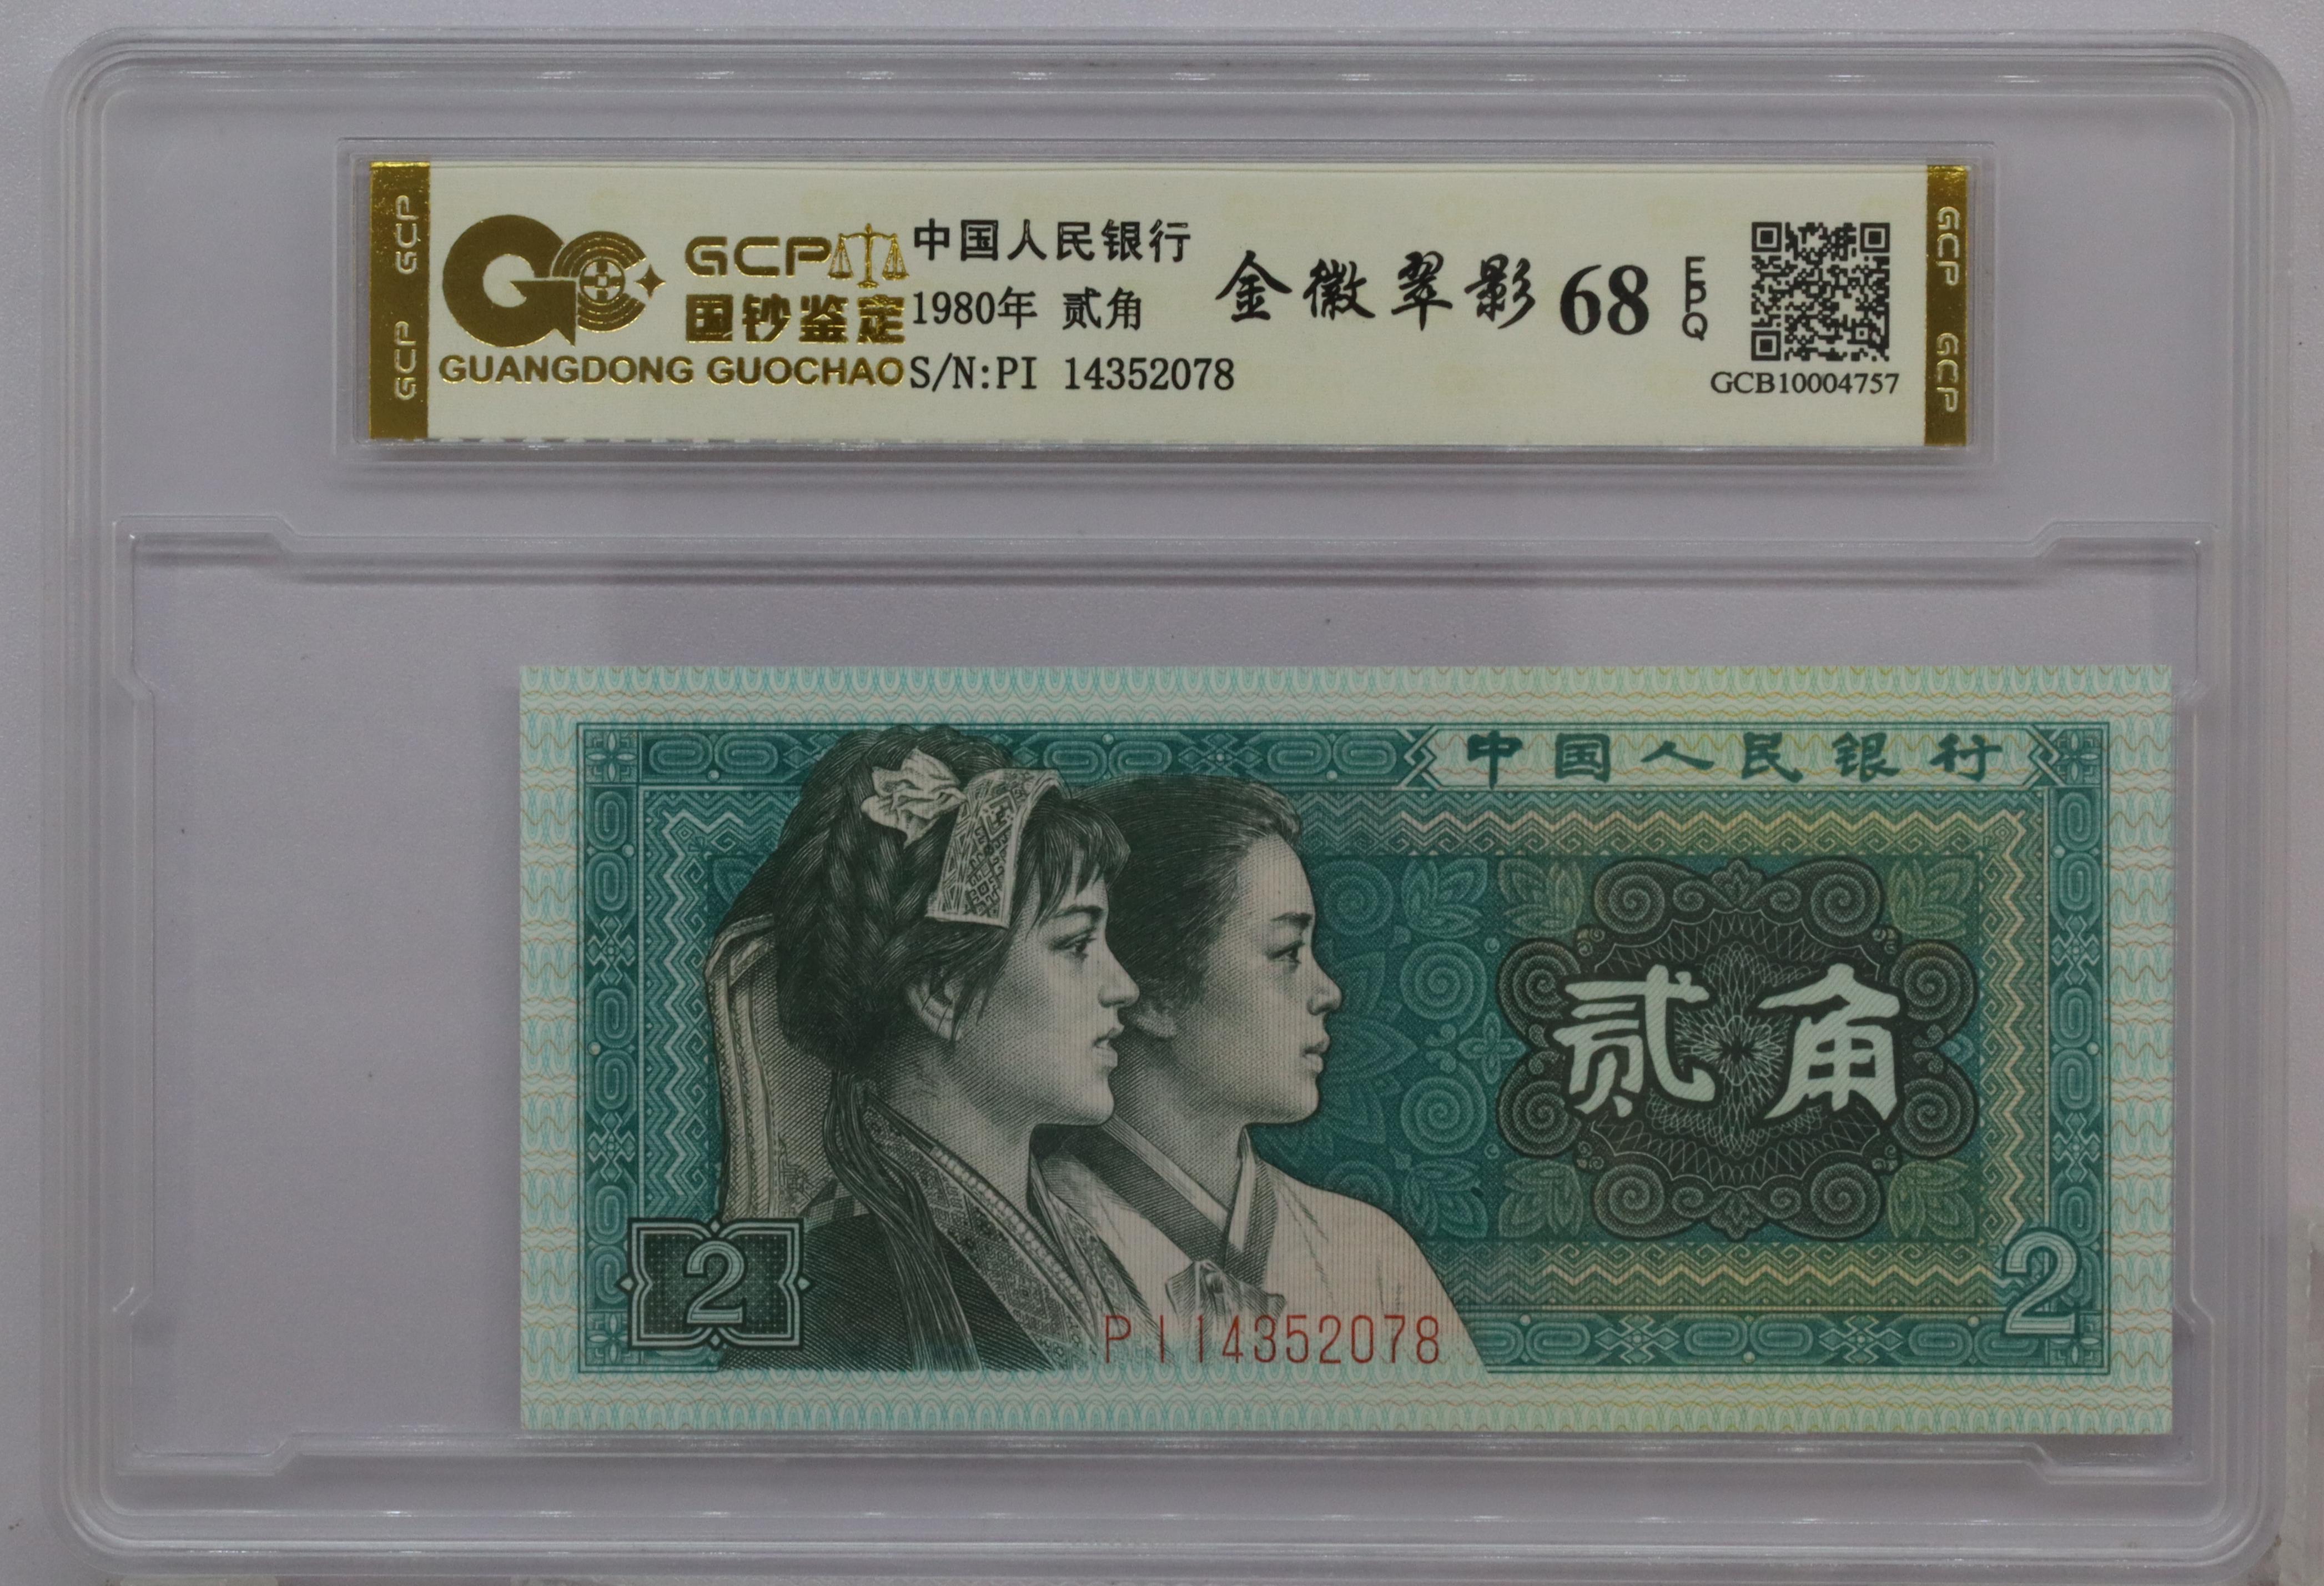 GCP GCP
GCP
国钞鉴定
GUANGDONG GUOCHAO
中国人民银行
1980年 贰角
S/N:PI 14352078
金徽翠影 68 EPQ
GCB10004757
GCP GCP
中国人民银行
贰角
2
2
PI14352078